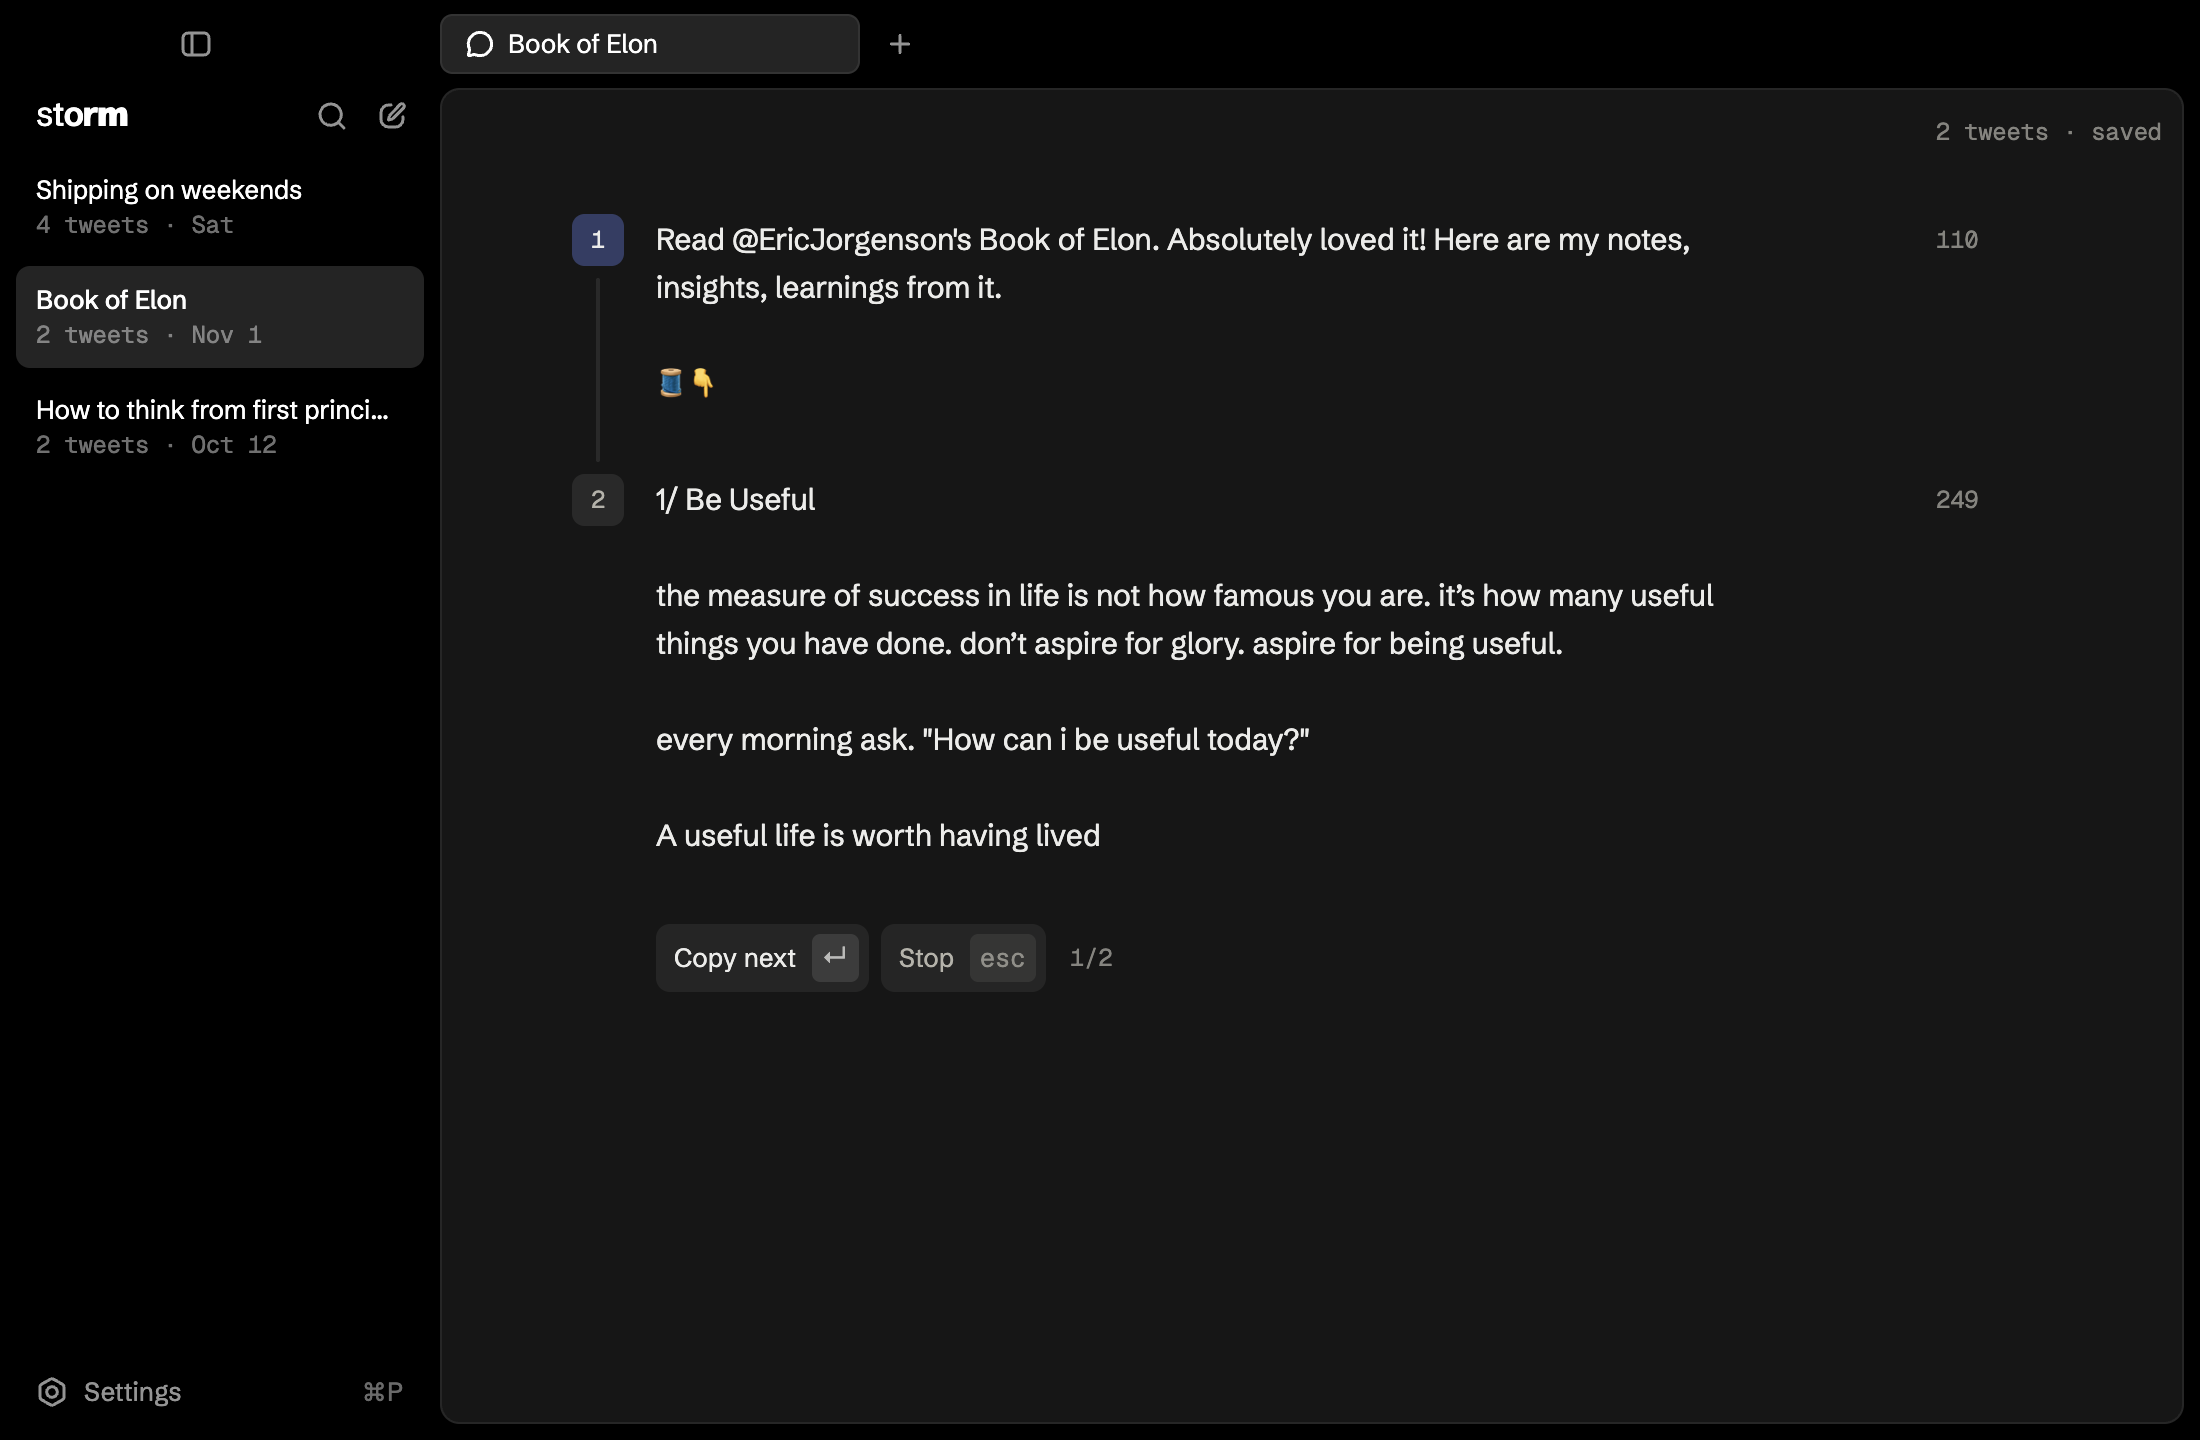 Book of Elon
storm
Shipping on weekends
4 tweets · Sat
Book of Elon
2 tweets · Nov 1
How to think from first princi...
2 tweets · Oct 12
Settings
⌘P
2 tweets · saved
1
Read @EricJorgenson's Book of Elon. Absolutely loved it! Here are my notes,
insights, learnings from it.
🧵👇
110
2
1/ Be Useful
249
the measure of success in life is not how famous you are. it’s how many useful
things you have done. don’t aspire for glory. aspire for being useful.
every morning ask. "How can i be useful today?"
A useful life is worth having lived
Copy next ↵
Stop esc
1/2